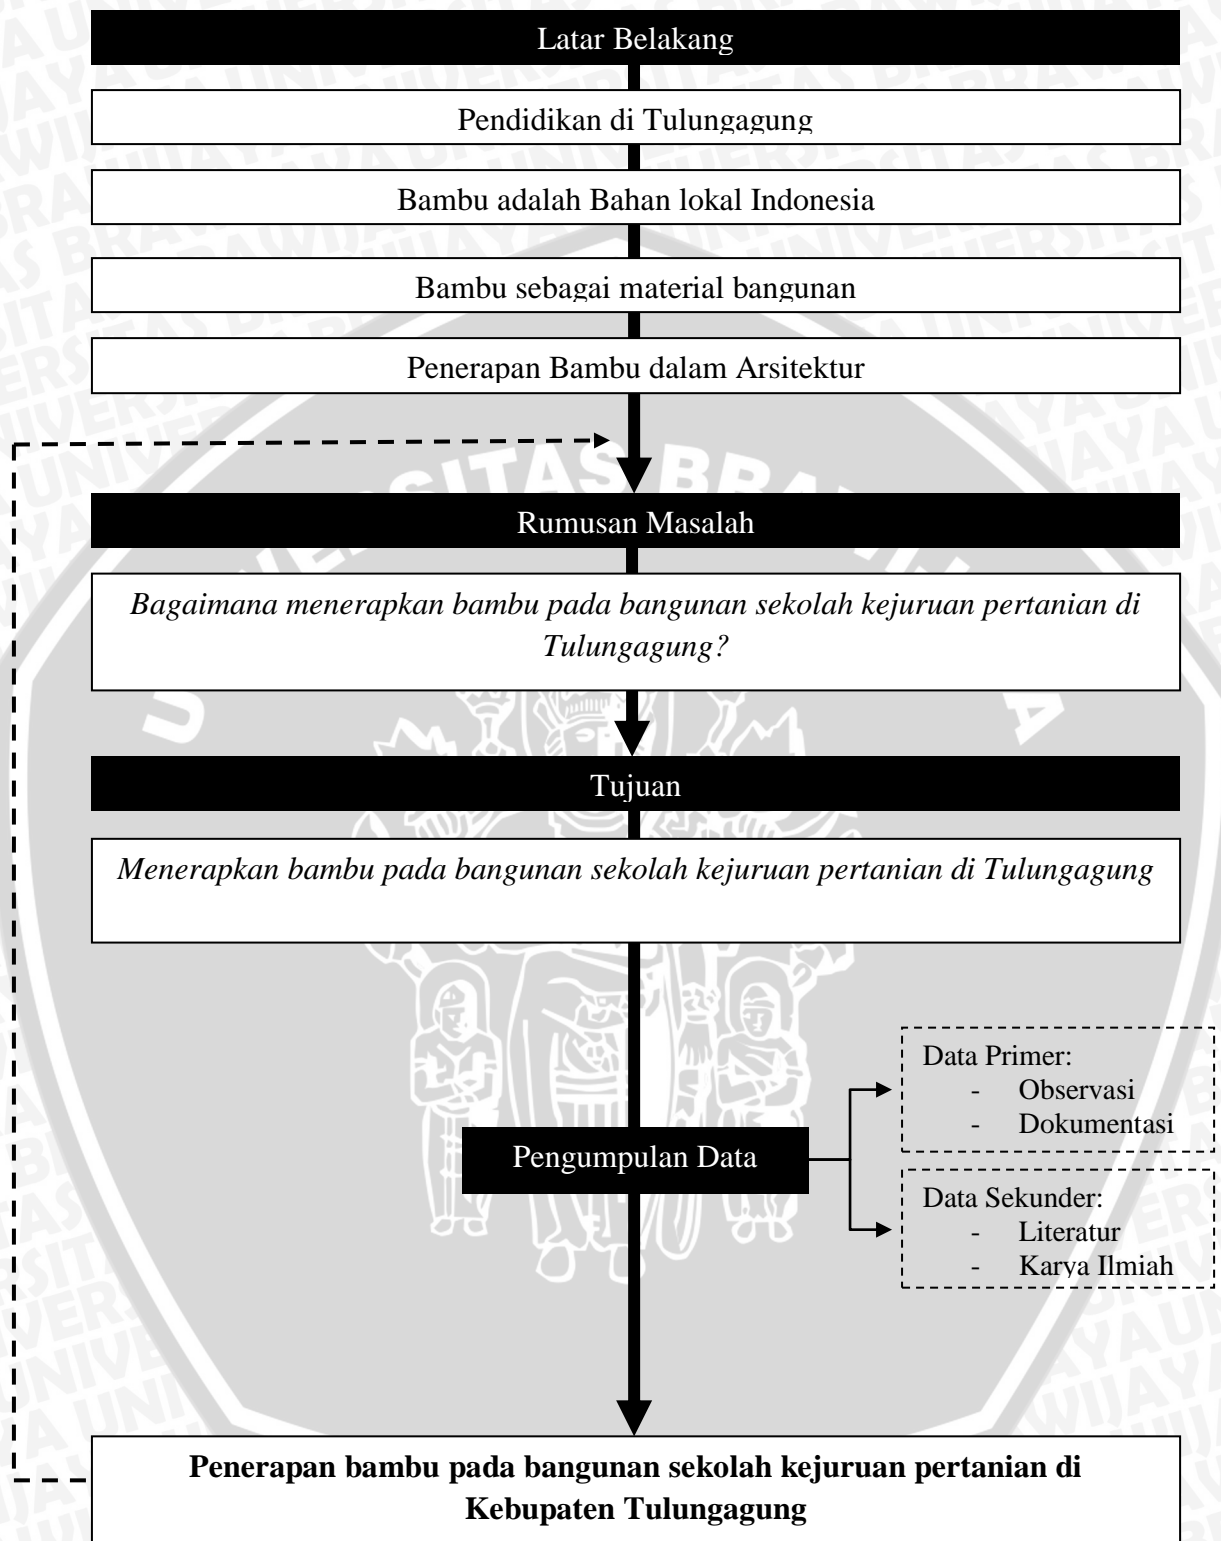 Latar Belakang
Pendidikan di Tulungagung
Bambu adalah Bahan lokal Indonesia
Bambu sebagai material bangunan
Penerapan Bambu dalam Arsitektur
Rumusan Masalah
Bagaimana menerapkan bambu pada bangunan sekolah kejuruan pertanian di
Tulungagung?
Tujuan
Menerapkan bambu pada bangunan sekolah kejuruan pertanian di Tulungagung
Data Primer:
- Observasi
- Dokumentasi
Pengumpulan Data
Data Sekunder:
- Literatur
- Karya Ilmiah
Penerapan bambu pada bangunan sekolah kejuruan pertanian di
Kebupaten Tulungagung